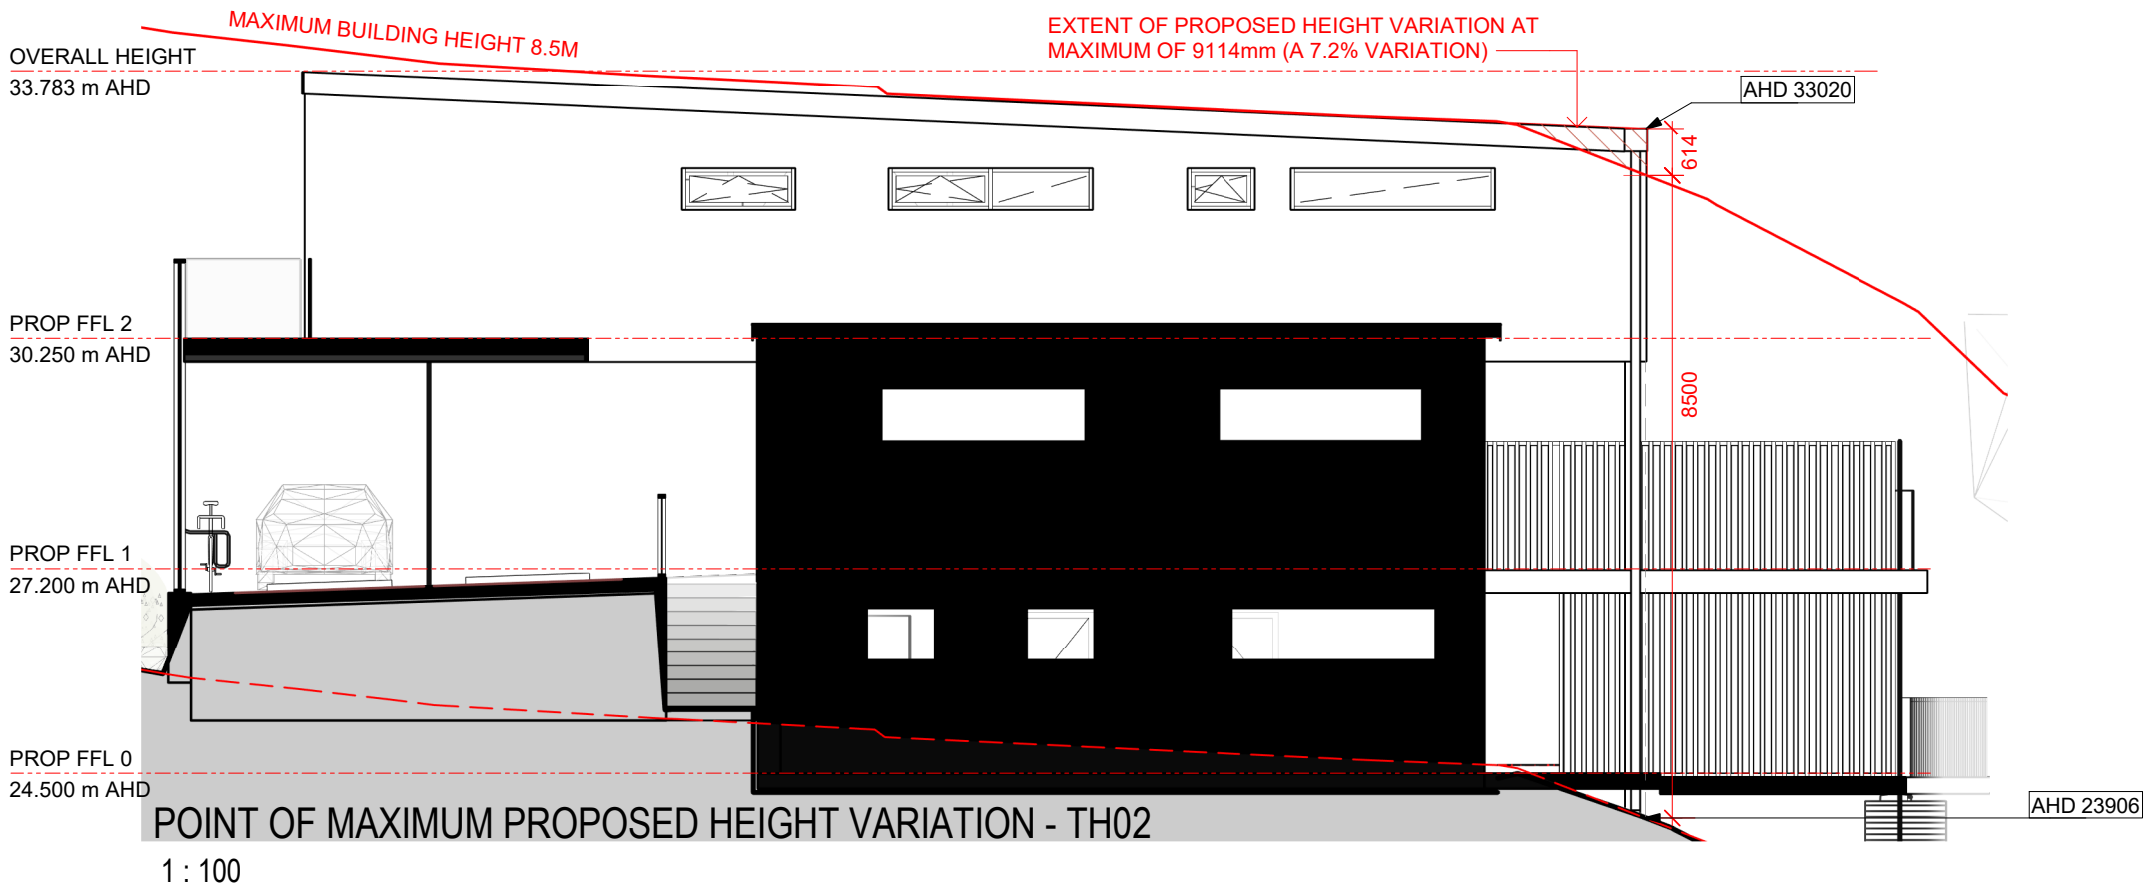 MAXIMUM BUILDING HEIGHT 8.5M
EXTENT OF PROPOSED HEIGHT VARIATION AT
MAXIMUM OF 9114mm (A 7.2% VARIATION)
OVERALL HEIGHT
33.783 m AHD
AHD 33020
614
PROP FFL 2
30.250 m AHD
8500
PROP FFL 1
27.200 m AHD
PROP FFL 0
24.500 m AHD
AHD 23906
POINT OF MAXIMUM PROPOSED HEIGHT VARIATION - TH02
1 : 100